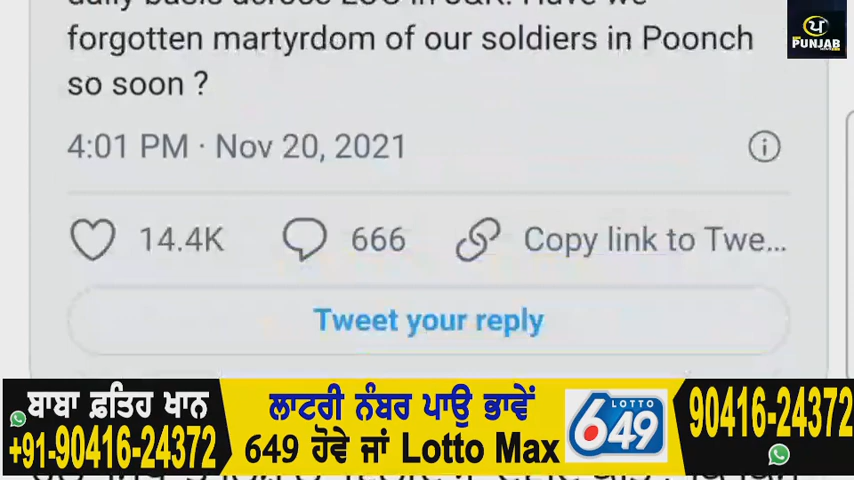 forgotten martyrdom of our soldiers in Poonch
so soon ?
ਪ
PUNJAB
4:01 PM · Nov 20, 2021
14.4K 666 Copy link to Twe...
Tweet your reply
ਬਾਬਾ ਫ਼ਤਿਹ ਖਾਨ
+91-90416-24372
ਲਾਟਰੀ ਨੰਬਰ ਪਾਉ ਭਾਵੇਂ
649 ਹੋਵੇ ਜਾਂ Lotto Max
LOTTO
649
90416-24372